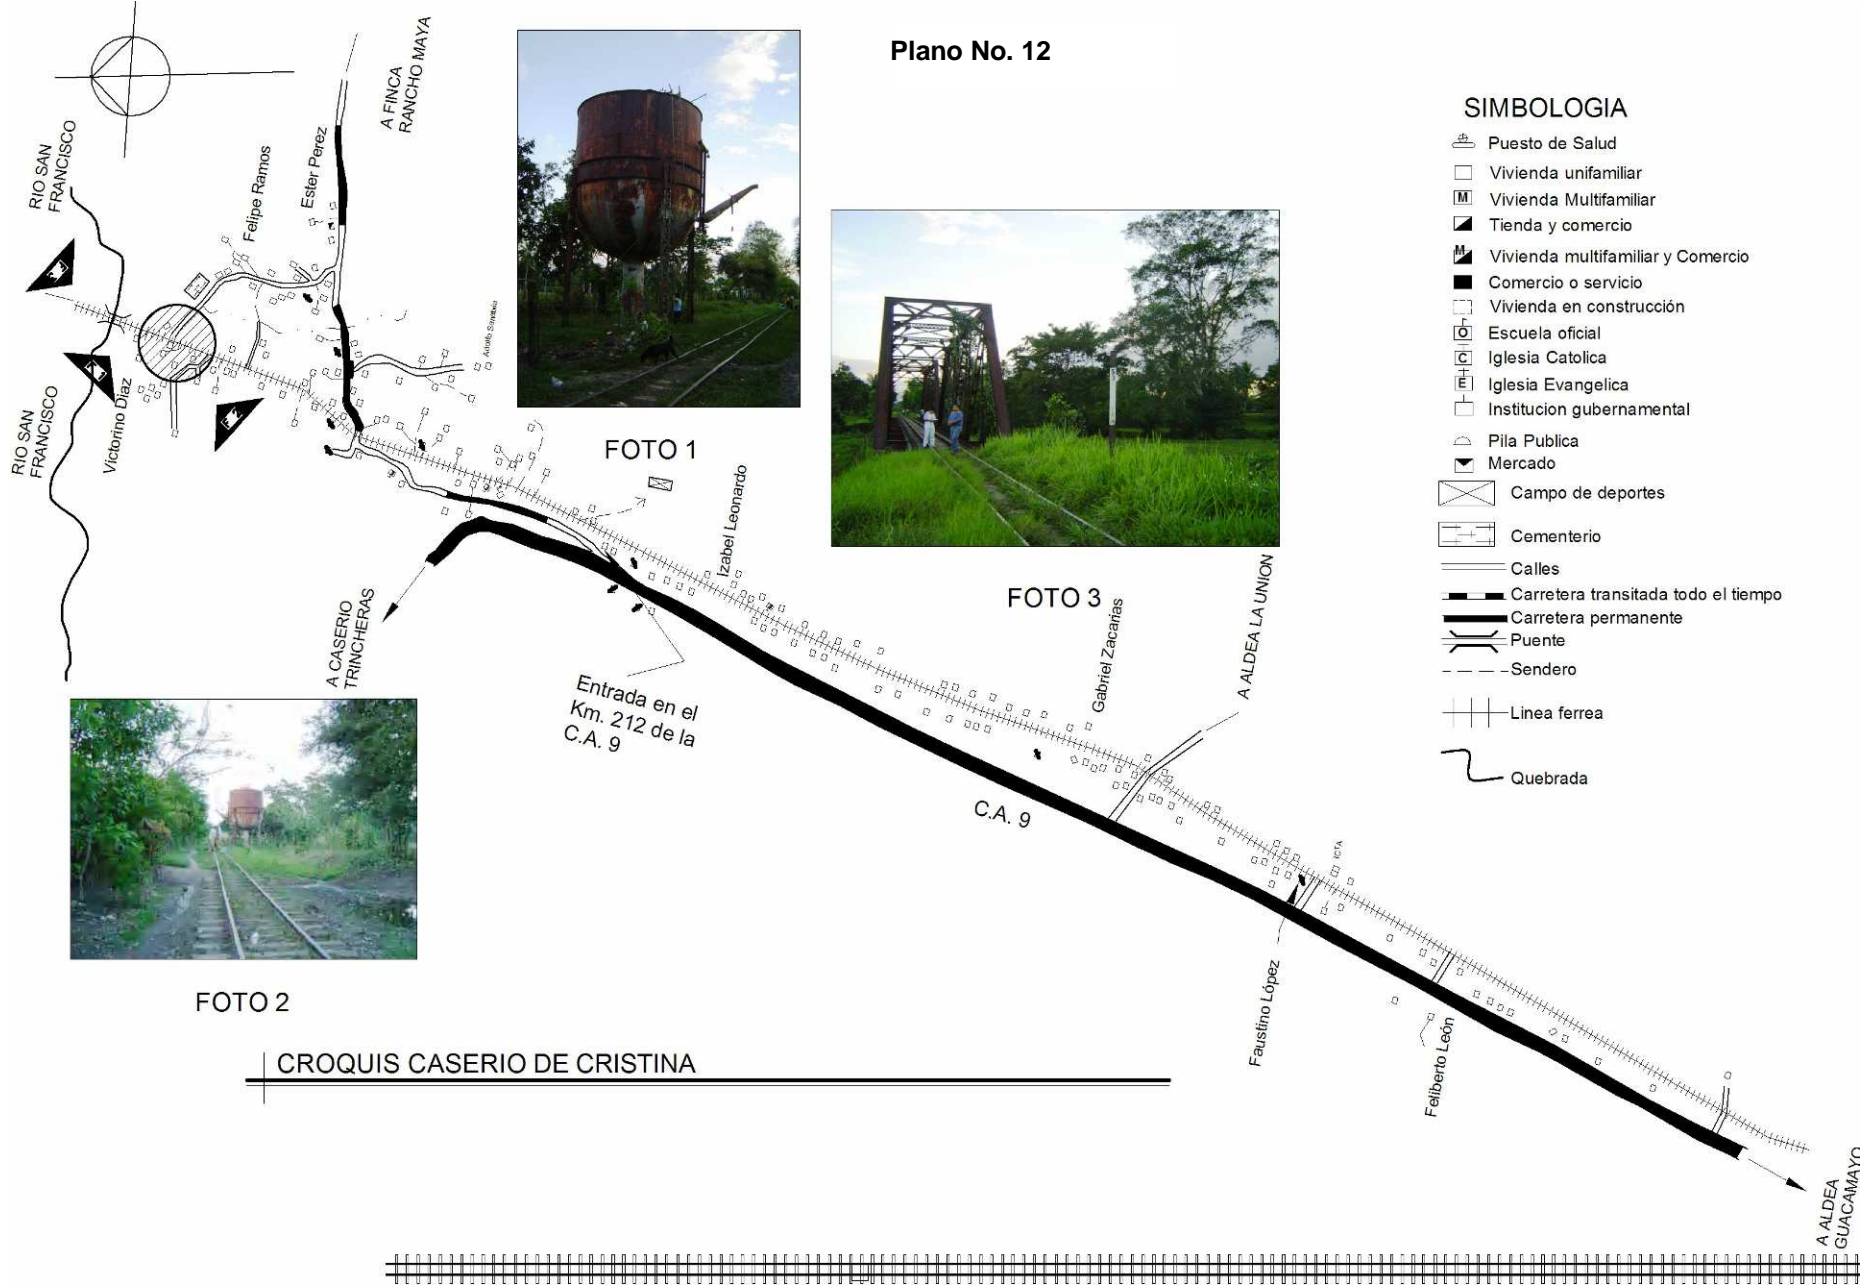 Plano No. 12
A FINCA
RANCHO MAYA
RIO SAN
FRANCISCO
Felipe Ramos
Ester Perez
RIO SAN
FRANCISCO
Victorino Diaz
FOTO 1
Izabel Leonardo
A CASERIO
TRINCHERAS
Entrada en el
Km. 212 de la
C.A. 9
FOTO 3
Gabriel Zacarias
A ALDEA LA UNION
C.A. 9
ICTA
Faustino López
Feliberto León
A ALDEA
GUACAMAYO
FOTO 2
CROQUIS CASERIO DE CRISTINA
SIMBOLOGIA
Puesto de Salud
Vivienda unifamiliar
M Vivienda Multifamiliar
Tienda y comercio
M Vivienda multifamiliar y Comercio
Comercio o servicio
Vivienda en construcción
O Escuela oficial
C Iglesia Catolica
E Iglesia Evangelica
Institucion gubernamental
Pila Publica
Mercado
Campo de deportes
Cementerio
Calles
Carretera transitada todo el tiempo
Carretera permanente
Puente
Sendero
Linea ferrea
Quebrada